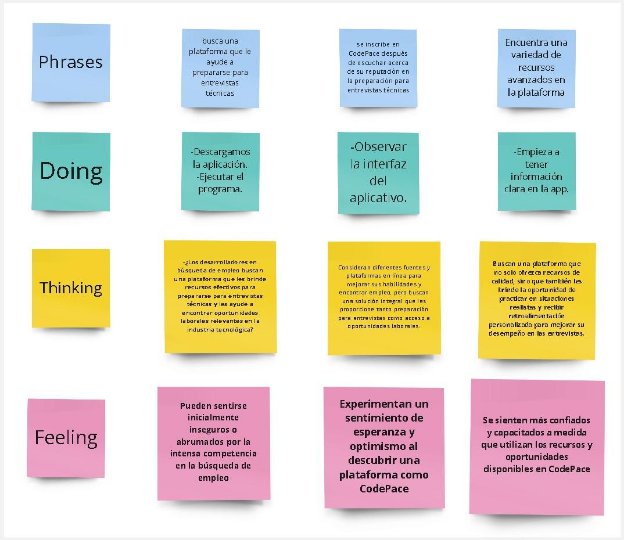 Phrases
busca una
plataforma que le
ayude a
prepararse para
entrevistas
técnicas
se inscribe en
CodePace después
de escuchar acerca
de su reputación en
la preparación para
entrevistas técnicas
Encuentra una
variedad de
recursos
avanzados en
la plataforma
Doing
-Descargamos
la aplicación.
-Ejecutar el
programa.
-Observar
la interfaz
del
aplicativo.
-Empieza a
tener
información
clara en la app.
Thinking
-¿Los desarrolladores en
búsqueda de empleo buscan
una plataforma que les brinde
recursos efectivos para
prepararse para entrevistas
técnicas y les ayude a
encontrar oportunidades
laborales relevantes en la
industria tecnológica?
Consideran diferentes fuentes y
plataformas en línea para
mejorar sus habilidades y
encontrar empleo, pero buscan
una solución integral que les
proporcione tanto preparación
para entrevistas como acceso a
oportunidades laborales.
Buscan una plataforma que
no solo ofrezca recursos de
calidad, sino que también les
brinde la oportunidad de
practicar en situaciones
realistas y recibir
retroalimentación
personalizada para mejorar su
desempeño en las entrevistas.
Feeling
Pueden sentirse
inicialmente
inseguros o
abrumados por la
intensa competencia
en la búsqueda de
empleo
Experimentan un
sentimiento de
esperanza y
optimismo al
descubrir una
plataforma como
CodePace
Se sienten más confiados
y capacitados a medida
que utilizan los recursos y
oportunidades
disponibles en CodePace